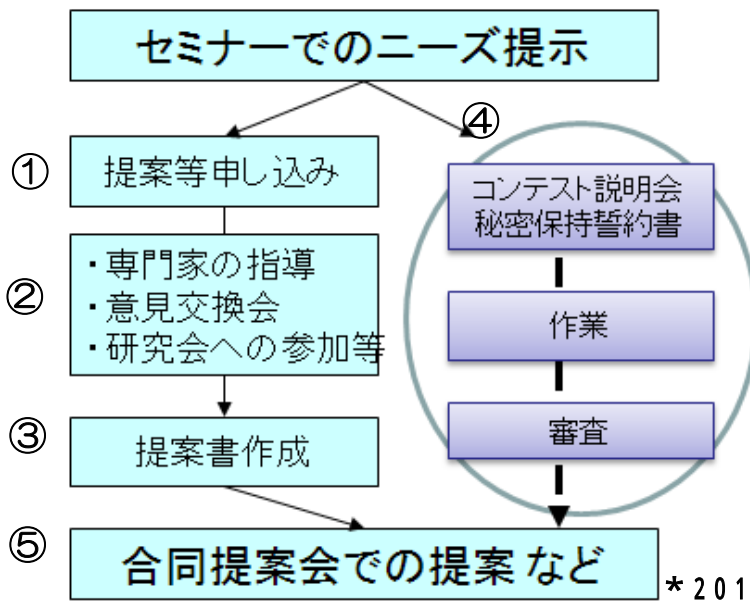 セミナーでのニーズ提示
①
提案等申し込み
②
・専門家の指導
・意見交換会
・研究会への参加等
③
提案書作成
④
コンテスト説明会
秘密保持誓約書
作業
審査
⑤
合同提案会での提案など
*201